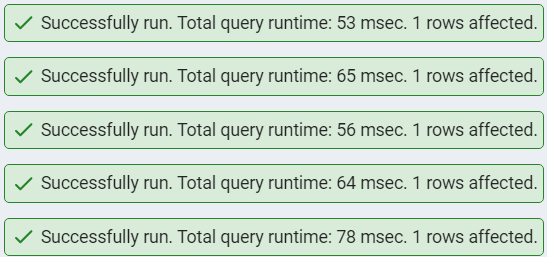 Successfully run. Total query runtime: 53 msec. 1 rows affected.
Successfully run. Total query runtime: 65 msec. 1 rows affected.
Successfully run. Total query runtime: 56 msec. 1 rows affected.
Successfully run. Total query runtime: 64 msec. 1 rows affected.
Successfully run. Total query runtime: 78 msec. 1 rows affected.